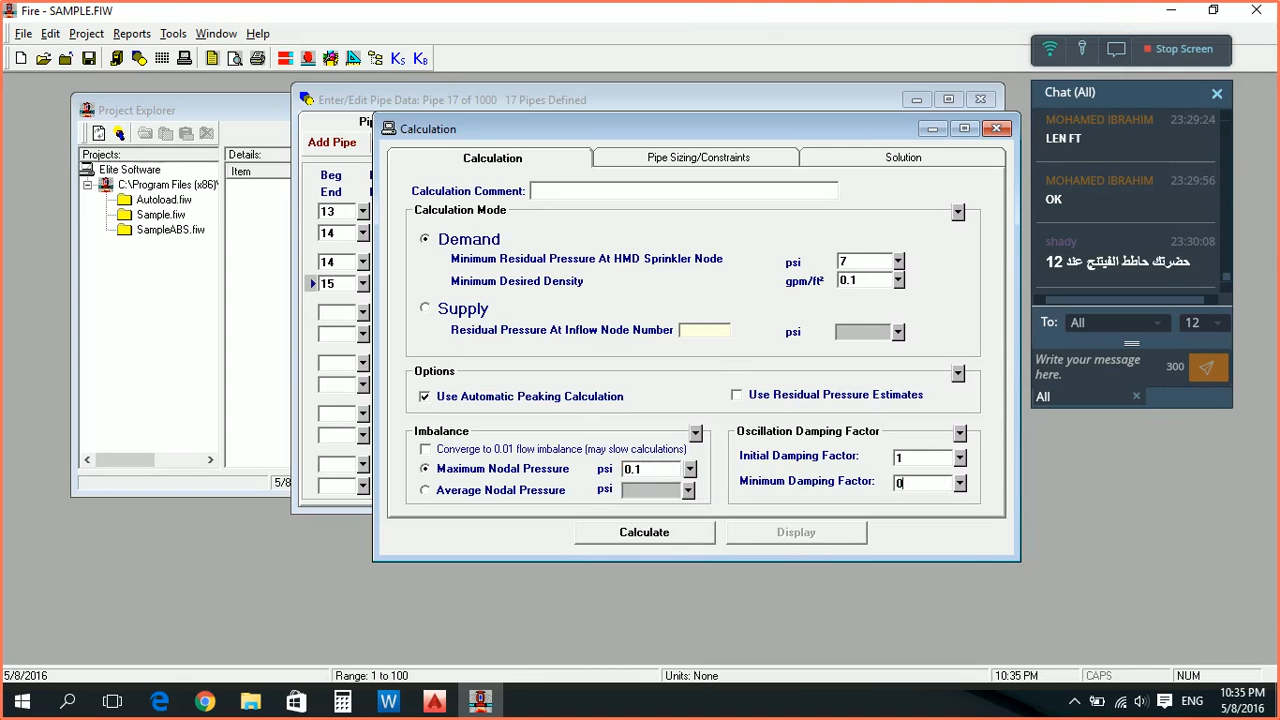 Fire - SAMPLE.FIW
File Edit Project Reports Tools Window Help
KS KB
Stop Screen
Project Explorer
Projects:
Details:
Elite Software
Item
C:\Program Files (x86)\
Autoload.fiw
Sample.fiw
SampleABS.fiw
5/8
Enter/Edit Pipe Data: Pipe 17 of 1000 17 Pipes Defined
Add Pipe
Beg
End
13
14
14
15
Calculation
Calculation
Pipe Sizing/Constraints
Solution
Calculation Comment:
Calculation Mode
Demand
Minimum Residual Pressure At HMD Sprinkler Node psi 7
Minimum Desired Density gpm/ft² 0.1
Supply
Residual Pressure At Inflow Node Number psi
Options
Use Automatic Peaking Calculation
Use Residual Pressure Estimates
Imbalance
Converge to 0.01 flow imbalance (may slow calculations)
Maximum Nodal Pressure psi 0.1
Average Nodal Pressure psi
Oscillation Damping Factor
Initial Damping Factor: 1
Minimum Damping Factor: 0
Calculate
Display
Chat (All)
MOHAMED IBRAHIM 23:29:24
LEN FT
MOHAMED IBRAHIM 23:29:56
OK
shady 23:30:08
حضرتك حاطط الفيتنج عند 12
To: All 12
Write your message
here.
300
All
5/8/2016
Range: 1 to 100
Units: None
10:35 PM
CAPS
NUM
ENG
10:35 PM
5/8/2016